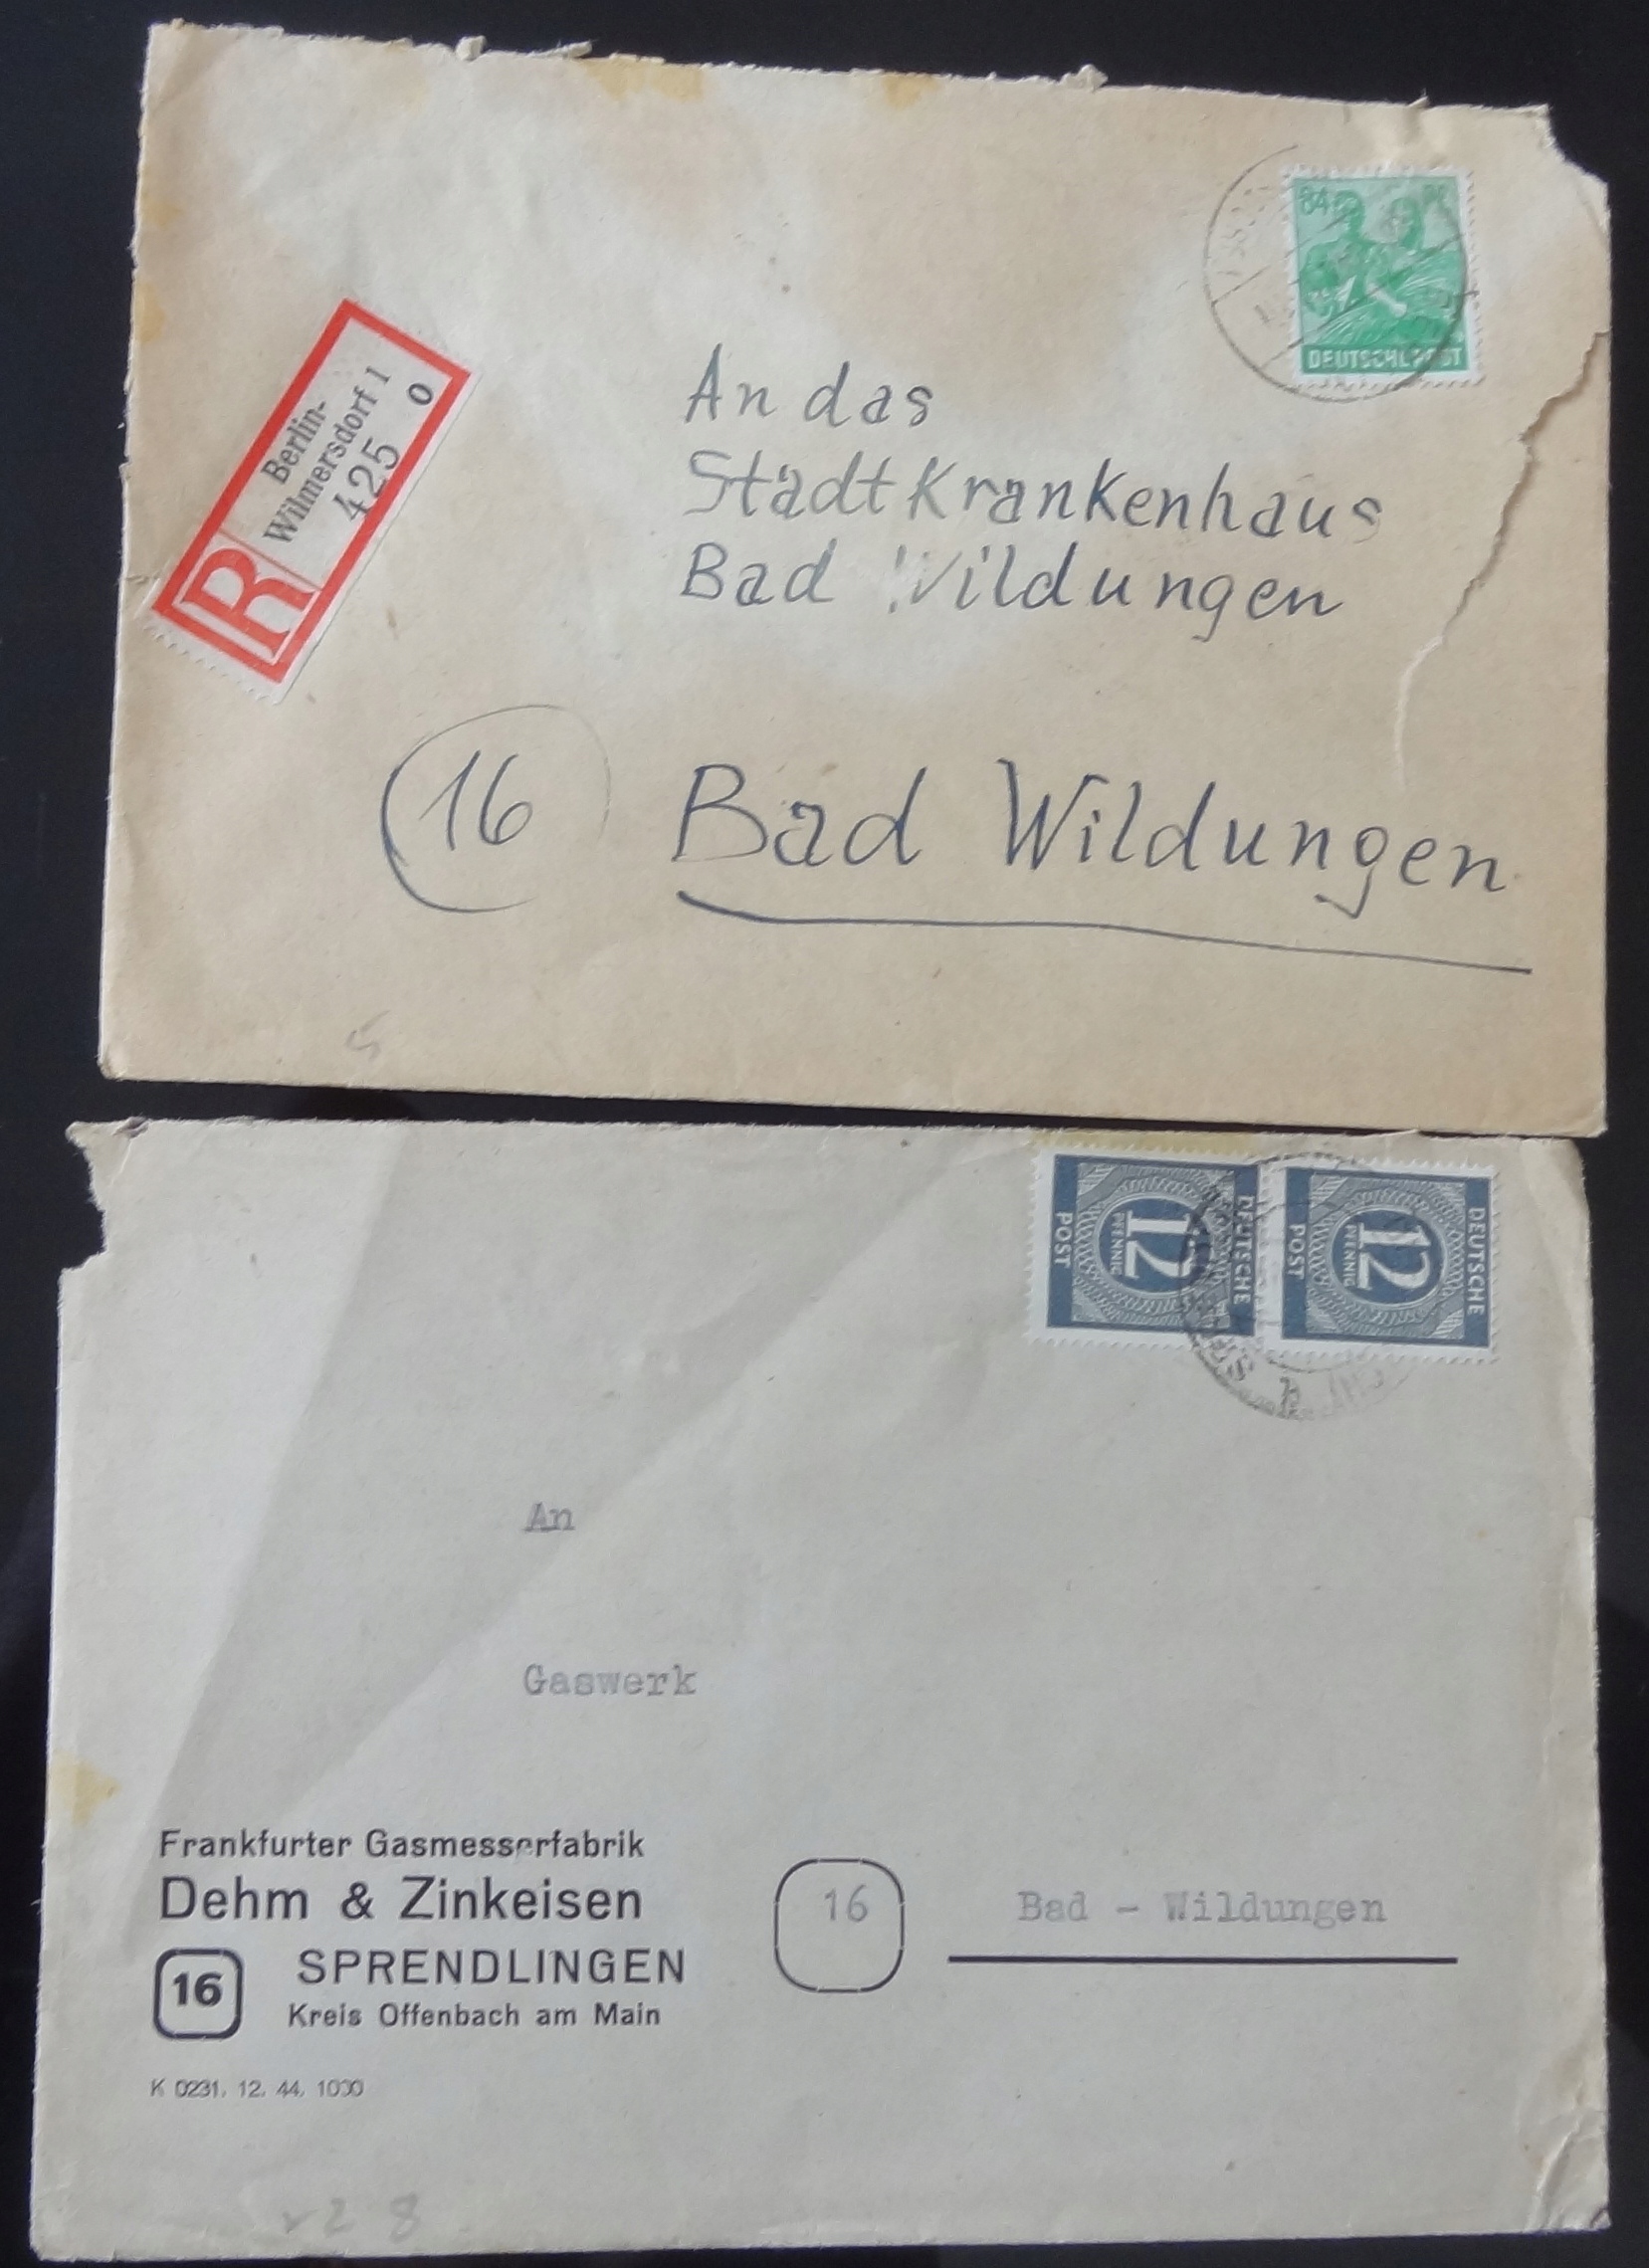 84
DEUTSCHE POST
Berlin-
Wilmersdorf 1
425
o
R
An das
Stadtkrankenhaus
Bad Wildungen
16
Bad Wildungen
5
DEUTSCHE
12
PFENNIG
POST
DEUTSCHE
12
PFENNIG
POST
An
Gaswerk
Frankfurter Gasmesserfabrik
Dehm & Zinkeisen
16 SPRENDLINGEN
Kreis Offenbach am Main
16 Bad - Wildungen
K 0231. 12. 44. 1000
28